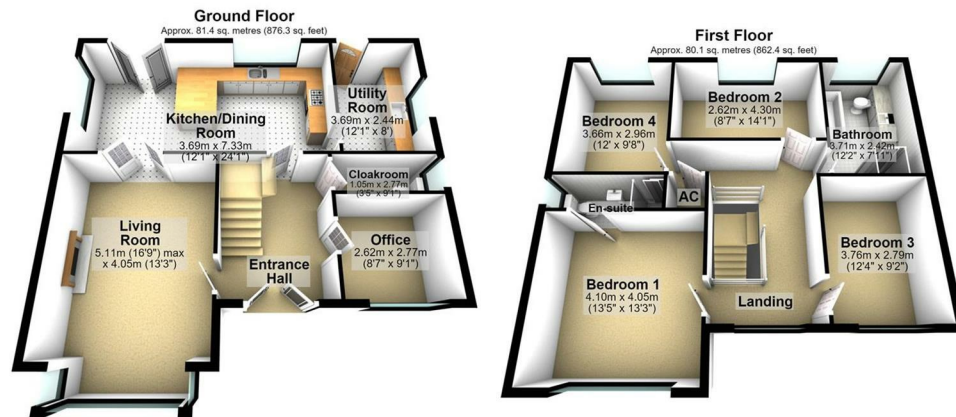 Ground Floor
Approx. 81.4 sq. metres (876.3 sq. feet)
Kitchen/Dining
Room
3.69m x 7.33m
(12'1" x 24'1")
Utility
Room
3.69m x 2.44m
(12'1" x 8')
Cloakroom
1.05m x 2.77m
(3'5" x 9'1")
Living
Room
5.11m (16'9") max
x 4.05m (13'3")
Office
2.62m x 2.77m
(8'7" x 9'1")
Entrance
Hall
First Floor
Approx. 80.1 sq. metres (862.4 sq. feet)
Bedroom 4
3.66m x 2.96m
(12' x 9'8")
Bedroom 2
2.62m x 4.30m
(8'7" x 14'1")
Bathroom
3.71m x 2.42m
(12'2" x 7'11")
En-suite
AC
Bedroom 1
4.10m x 4.05m
(13'5" x 13'3")
Bedroom 3
3.76m x 2.79m
(12'4" x 9'2")
Landing